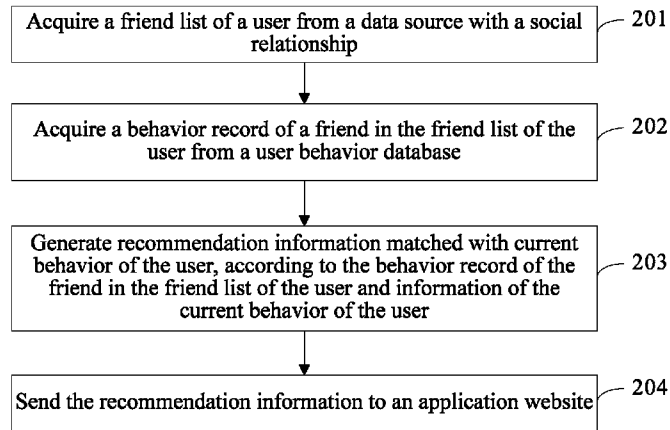 Acquire a friend list of a user from a data source with a social
relationship
201
Acquire a behavior record of a friend in the friend list of the
user from a user behavior database
202
Generate recommendation information matched with current
behavior of the user, according to the behavior record of the
friend in the friend list of the user and information of the
current behavior of the user
203
Send the recommendation information to an application website
204